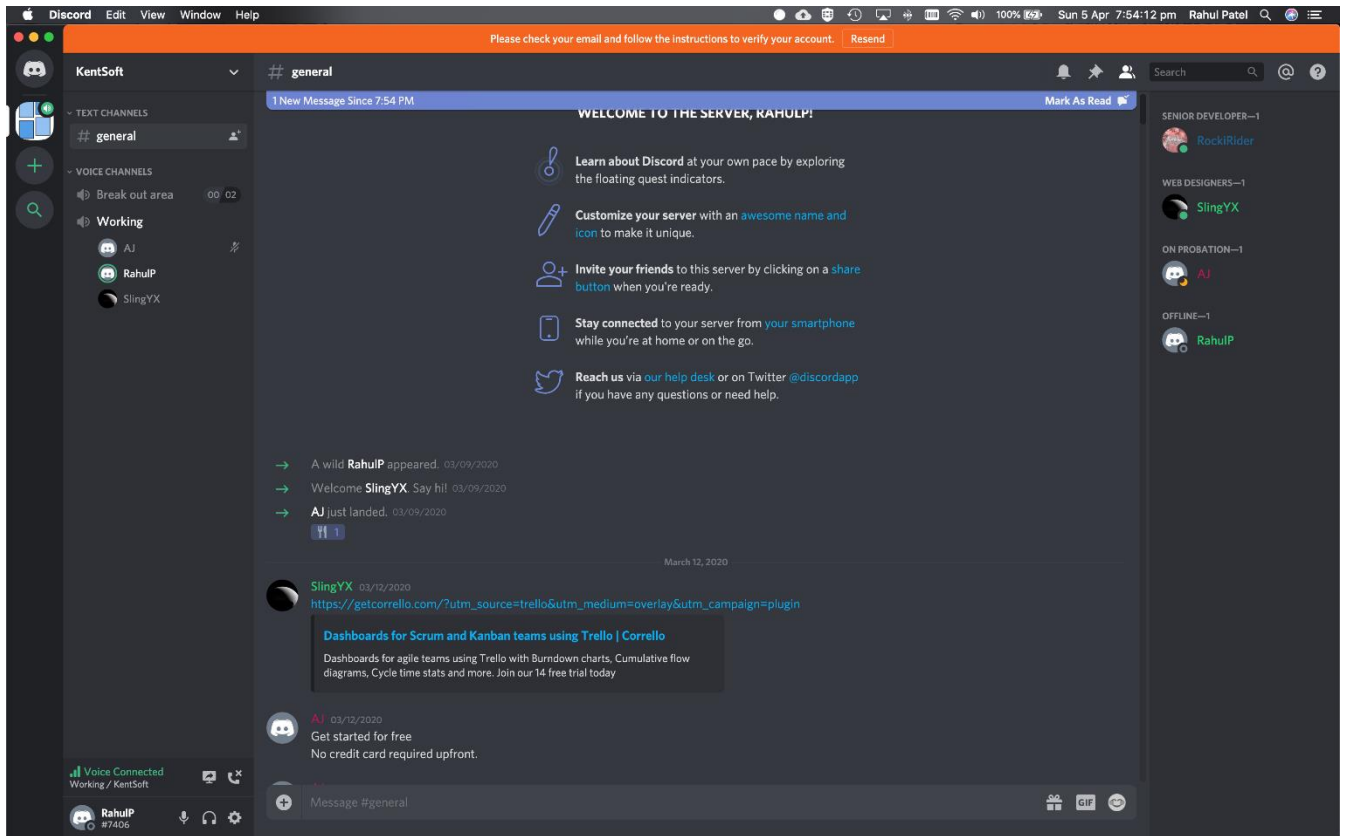 Discord Edit View Window Help
100% Sun 5 Apr 7:54:12 pm Rahul Patel
Please check your email and follow the instructions to verify your account. Resend
KentSoft
# general
Search
1 New Message Since 7:54 PM
Mark As Read
TEXT CHANNELS
# general
VOICE CHANNELS
Break out area 00 02
Working
AJ
RahulP
SlingYX
WELCOME TO THE SERVER, RAHULP!
Learn about Discord at your own pace by exploring
the floating quest indicators.
Customize your server with an awesome name and
icon to make it unique.
Invite your friends to this server by clicking on a share
button when you're ready.
Stay connected to your server from your smartphone
while you're at home or on the go.
Reach us via our help desk or on Twitter @discordapp
if you have any questions or need help.
A wild RahulP appeared. 03/09/2020
Welcome SlingYX. Say hi! 03/09/2020
AJ just landed. 03/09/2020
1
March 12, 2020
SlingYX 03/12/2020
https://getcorrello.com/?utm_source=trello&utm_medium=overlay&utm_campaign=plugin
Dashboards for Scrum and Kanban teams using Trello | Corrello
Dashboards for agile teams using Trello with Burndown charts, Cumulative flow
diagrams, Cycle time stats and more. Join our 14 free trial today
AJ 03/12/2020
Get started for free
No credit card required upfront.
Message #general
GIF
SENIOR DEVELOPER—1
RockiRider
WEB DESIGNERS—1
SlingYX
ON PROBATION—1
AJ
OFFLINE—1
RahulP
Voice Connected
Working / KentSoft
RahulP
#7406